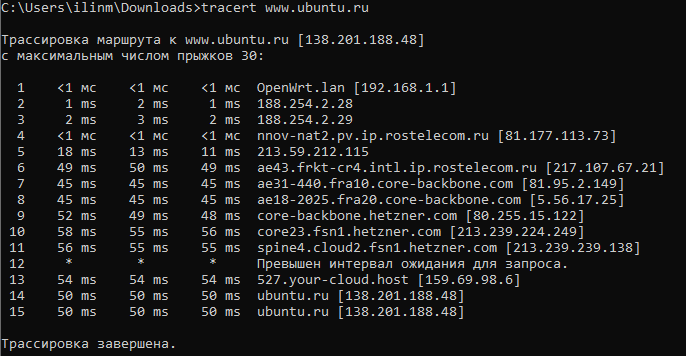 C:\Users\ilinm\Downloads>tracert www.ubuntu.ru
Трассировка маршрута к www.ubuntu.ru [138.201.188.48]
с максимальным числом прыжков 30:
1 <1 мс <1 мс <1 мс OpenWrt.lan [192.168.1.1]
2 1 ms 2 ms 1 ms 188.254.2.28
3 2 ms 3 ms 2 ms 188.254.2.29
4 <1 мс <1 мс <1 мс nnov-nat2.pv.ip.rostelecom.ru [81.177.113.73]
5 18 ms 13 ms 11 ms 213.59.212.115
6 49 ms 50 ms 49 ms ae43.frkt-cr4.intl.ip.rostelecom.ru [217.107.67.21]
7 45 ms 45 ms 45 ms ae31-440.fra10.core-backbone.com [81.95.2.149]
8 45 ms 45 ms 45 ms ae18-2025.fra20.core-backbone.com [5.56.17.25]
9 52 ms 49 ms 48 ms core-backbone.hetzner.com [80.255.15.122]
10 58 ms 55 ms 56 ms core23.fsn1.hetzner.com [213.239.224.249]
11 56 ms 55 ms 55 ms spine4.cloud2.fsn1.hetzner.com [213.239.239.138]
12 * * * Превышен интервал ожидания для запроса.
13 54 ms 54 ms 54 ms 527.your-cloud.host [159.69.98.6]
14 50 ms 50 ms 50 ms ubuntu.ru [138.201.188.48]
15 50 ms 50 ms 50 ms ubuntu.ru [138.201.188.48]
Трассировка завершена.